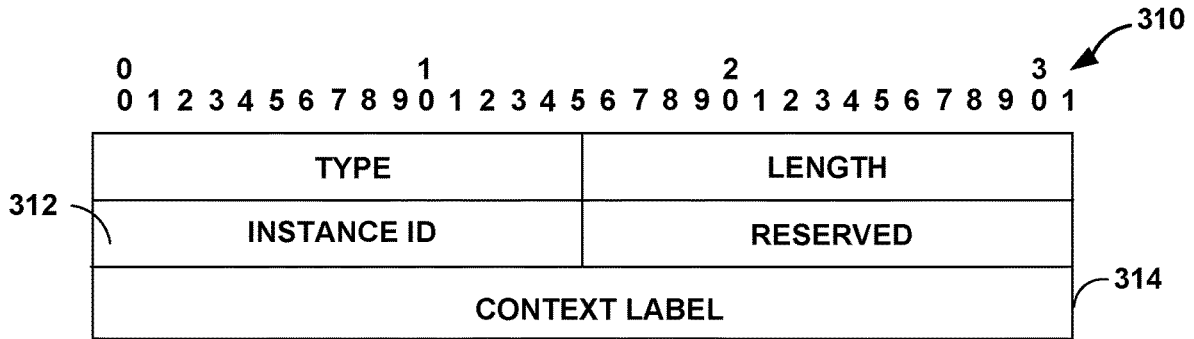 310
0 1 2 3
0 1 2 3 4 5 6 7 8 9 0 1 2 3 4 5 6 7 8 9 0 1 2 3 4 5 6 7 8 9 0 1
TYPE LENGTH
312 INSTANCE ID RESERVED
CONTEXT LABEL 314